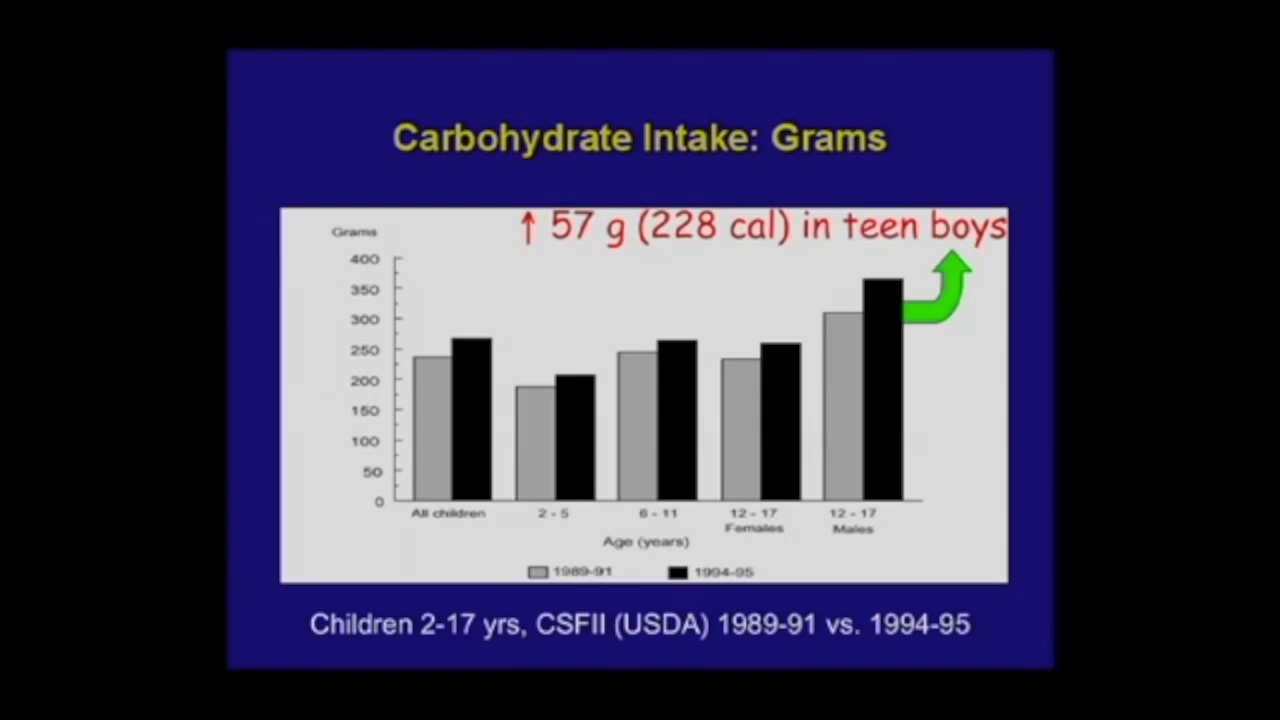 Carbohydrate Intake: Grams
↑ 57 g (228 cal) in teen boys
Grams
400
350
300
250
200
150
100
50
0
All children 2 - 5 6 - 11 12 - 17 12 - 17
Females Males
Age (years)
1989-91 1994-95
Children 2-17 yrs, CSFII (USDA) 1989-91 vs. 1994-95